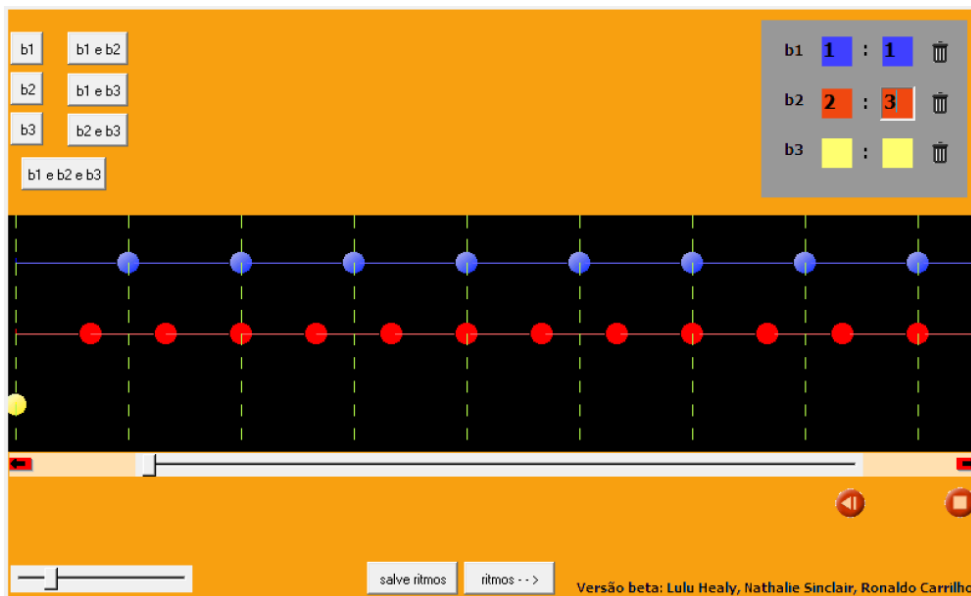 b1 b1 e b2
b2 b1 e b3
b3 b2 e b3
b1 e b2 e b3
b1 1 : 1
b2 2 : 3
b3 :
salve ritmos ritmos - - >
Versão beta: Lulu Healy, Nathalie Sinclair, Ronaldo Carrilho